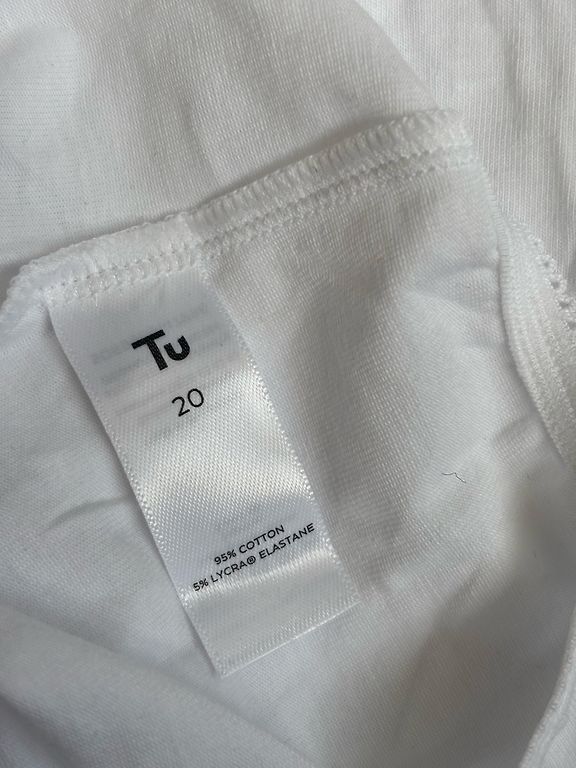 Tu
20
95% COTTON
5% LYCRA® ELASTANE